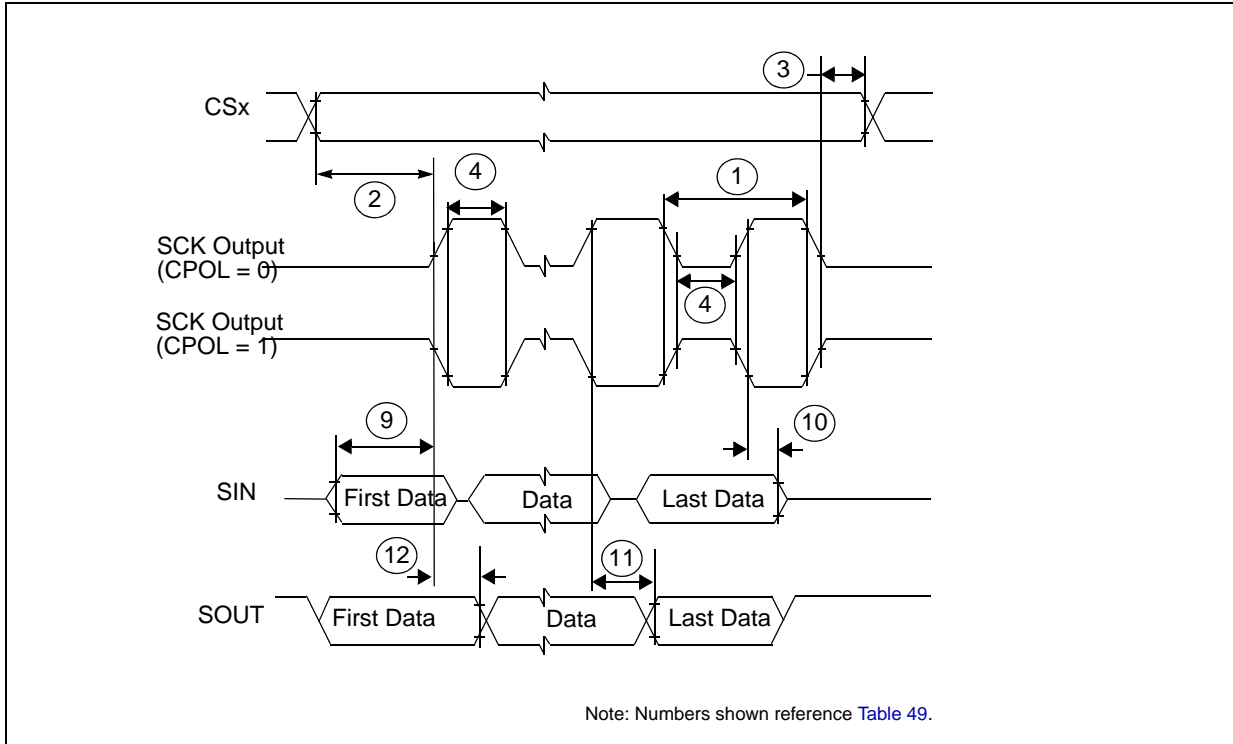 3
CSx
2
4
1
SCK Output
(CPOL = 0)
4
SCK Output
(CPOL = 1)
9
10
SIN
First Data
Data
Last Data
12
11
SOUT
First Data
Data
Last Data
Note: Numbers shown reference Table 49.